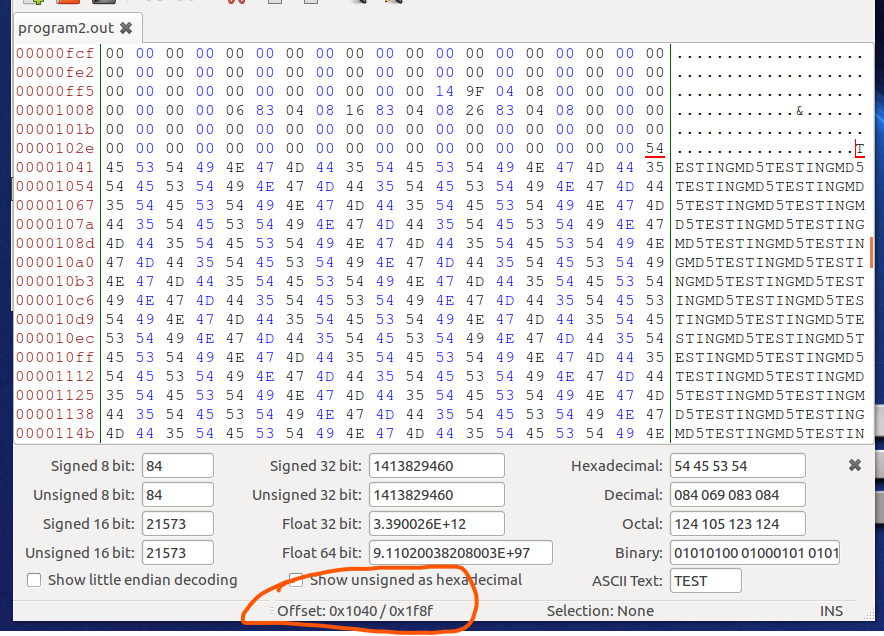 program2.out
00000fcf 00 00 00 00 00 00 00 00 00 00 00 00 00 00 00 00 00 00 00 ...................
00000fe2 00 00 00 00 00 00 00 00 00 00 00 00 00 00 00 00 00 00 00 ...................
00000ff5 00 00 00 00 00 00 00 00 00 00 00 14 9F 04 08 00 00 00 00 ...................
00001008 00 00 00 00 06 83 04 08 16 83 04 08 26 83 04 08 00 00 00 ............&......
0000101b 00 00 00 00 00 00 00 00 00 00 00 00 00 00 00 00 00 00 00 ...................
0000102e 00 00 00 00 00 00 00 00 00 00 00 00 00 00 00 00 00 00 54 ..................T
00001041 45 53 54 49 4E 47 4D 44 35 54 45 53 54 49 4E 47 4D 44 35 ESTINGMD5TESTINGMD5
00001054 54 45 53 54 49 4E 47 4D 44 35 54 45 53 54 49 4E 47 4D 44 TESTINGMD5TESTINGMD
00001067 35 54 45 53 54 49 4E 47 4D 44 35 54 45 53 54 49 4E 47 4D 5TESTINGMD5TESTINGM
0000107a 44 35 54 45 53 54 49 4E 47 4D 44 35 54 45 53 54 49 4E 47 D5TESTINGMD5TESTING
0000108d 4D 44 35 54 45 53 54 49 4E 47 4D 44 35 54 45 53 54 49 4E MD5TESTINGMD5TESTIN
000010a0 47 4D 44 35 54 45 53 54 49 4E 47 4D 44 35 54 45 53 54 49 GMD5TESTINGMD5TESTI
000010b3 4E 47 4D 44 35 54 45 53 54 49 4E 47 4D 44 35 54 45 53 54 NGMD5TESTINGMD5TEST
000010c6 49 4E 47 4D 44 35 54 45 53 54 49 4E 47 4D 44 35 54 45 53 INGMD5TESTINGMD5TES
000010d9 54 49 4E 47 4D 44 35 54 45 53 54 49 4E 47 4D 44 35 54 45 TINGMD5TESTINGMD5TE
000010ec 53 54 49 4E 47 4D 44 35 54 45 53 54 49 4E 47 4D 44 35 54 STINGMD5TESTINGMD5T
000010ff 45 53 54 49 4E 47 4D 44 35 54 45 53 54 49 4E 47 4D 44 35 ESTINGMD5TESTINGMD5
00001112 54 45 53 54 49 4E 47 4D 44 35 54 45 53 54 49 4E 47 4D 44 TESTINGMD5TESTINGMD
00001125 35 54 45 53 54 49 4E 47 4D 44 35 54 45 53 54 49 4E 47 4D 5TESTINGMD5TESTINGM
00001138 44 35 54 45 53 54 49 4E 47 4D 44 35 54 45 53 54 49 4E 47 D5TESTINGMD5TESTING
0000114b 4D 44 35 54 45 53 54 49 4E 47 4D 44 35 54 45 53 54 49 4E MD5TESTINGMD5TESTIN
Signed 8 bit: 84 Signed 32 bit: 1413829460 Hexadecimal: 54 45 53 54
Unsigned 8 bit: 84 Unsigned 32 bit: 1413829460 Decimal: 084 069 083 084
Signed 16 bit: 21573 Float 32 bit: 3.390026E+12 Octal: 124 105 123 124
Unsigned 16 bit: 21573 Float 64 bit: 9.11020038208003E+97 Binary: 01010100 01000101 0101
Show little endian decoding Show unsigned as hexadecimal ASCII Text: TEST
Offset: 0x1040 / 0x1f8f Selection: None INS